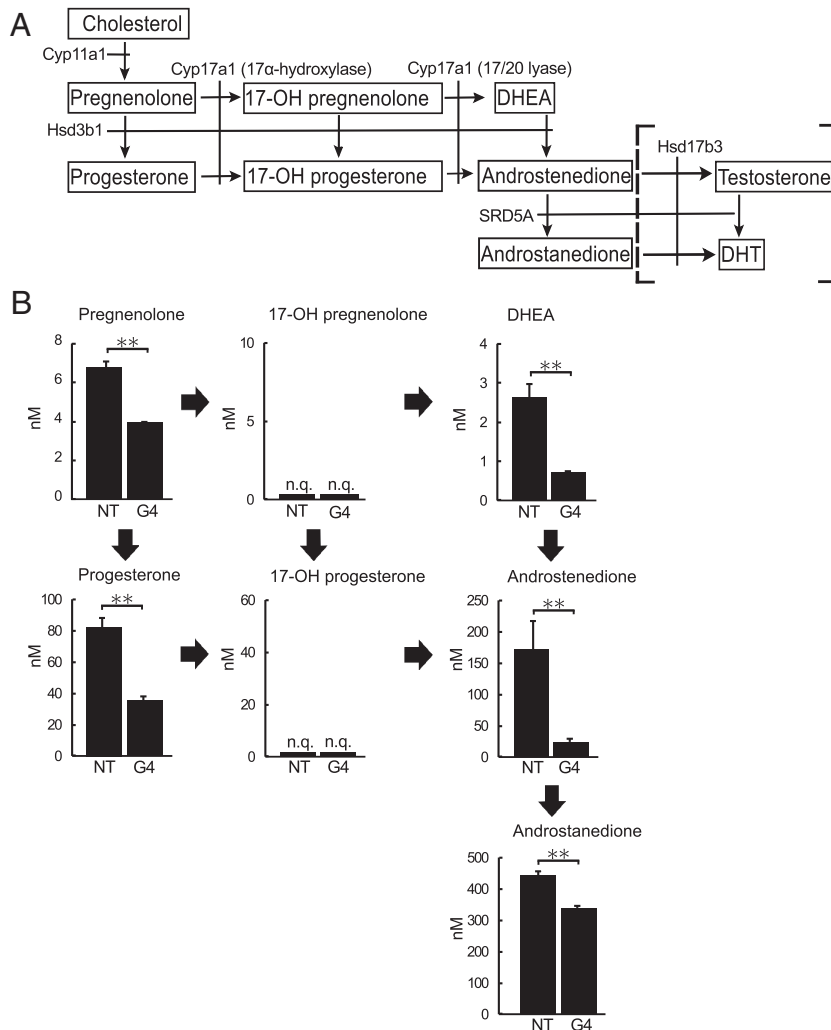 A
Cholesterol
Cyp11a1
Cyp17a1 (17α-hydroxylase) Cyp17a1 (17/20 lyase)
Pregnenolone 17-OH pregnenolone DHEA
Hsd3b1
Hsd17b3
Progesterone 17-OH progesterone Androstenedione Testosterone
SRD5A
Androstanedione DHT
B
Pregnenolone
8
6
4
2
0
nM
**
NT G4
17-OH pregnenolone
10
5
0
nM
n.q. n.q.
NT G4
DHEA
4
3
2
1
0
nM
**
NT G4
Progesterone
100
80
60
40
20
0
nM
**
NT G4
17-OH progesterone
60
40
20
0
nM
n.q. n.q.
NT G4
Androstenedione
250
200
150
100
50
0
nM
**
NT G4
Androstanedione
500
400
300
200
100
0
nM
**
NT G4